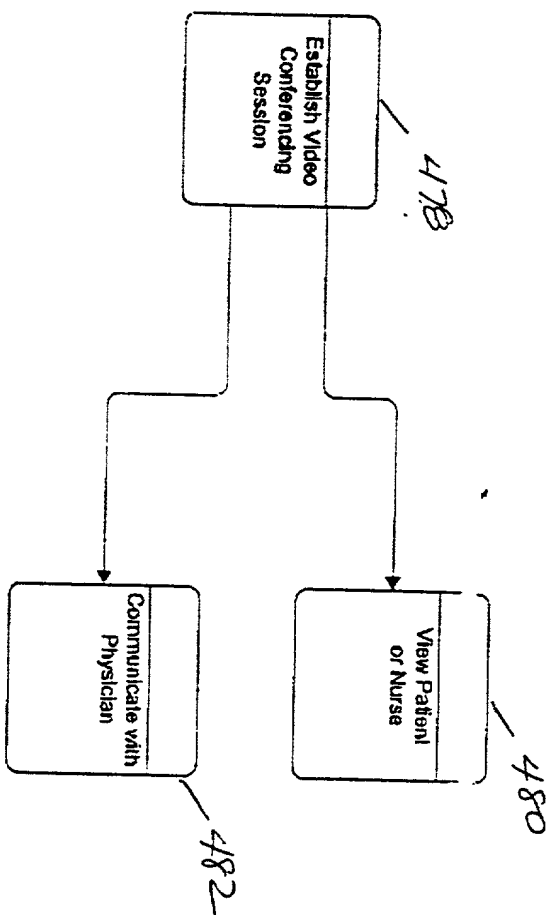 478
Establish Video
Conferencing
Session
480
View Patient
or Nurse
482
Communicate with
Physician